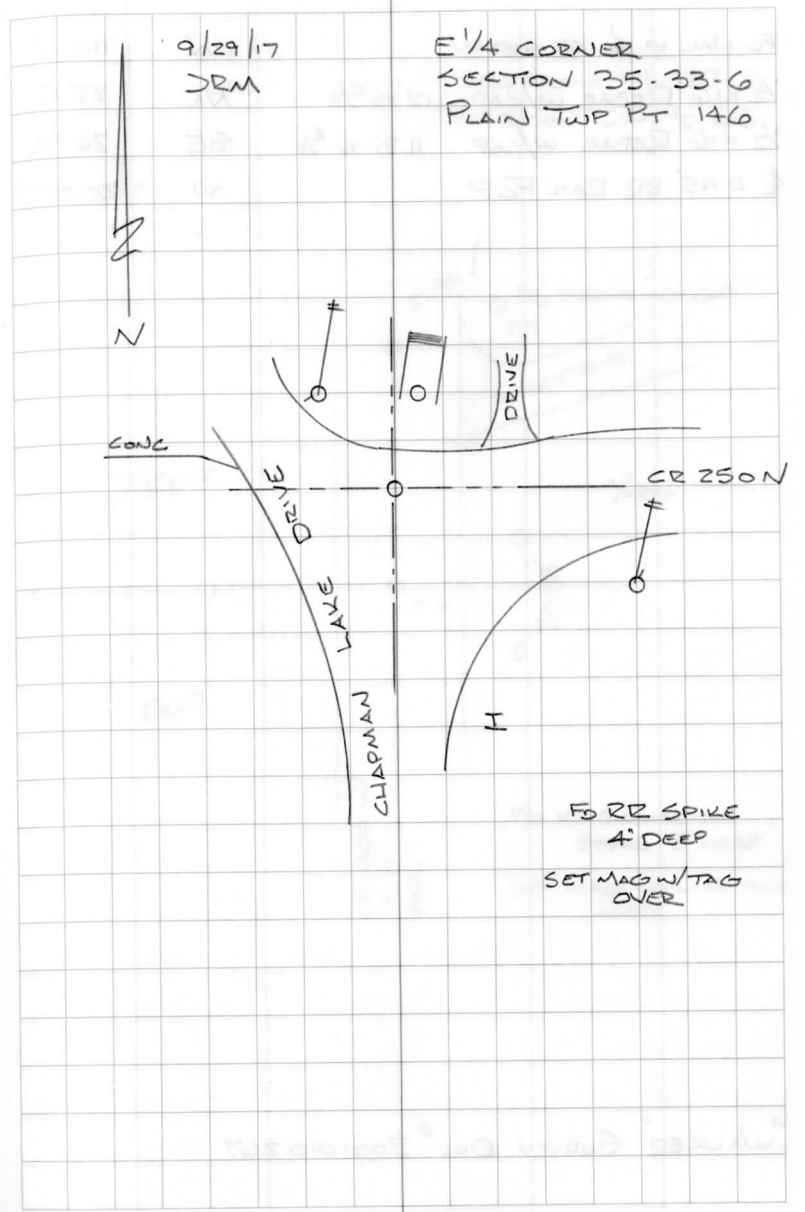 9/29/17
JRM
E 1/4 CORNER
SECTION 35-33-6
PLAIN TWP PT 146
N
DRIVE
CONC
CR 250N
CHAPMAN LAKE DRIVE
H
FD RR SPIKE
4" DEEP
SET MAG W/TAG
OVER